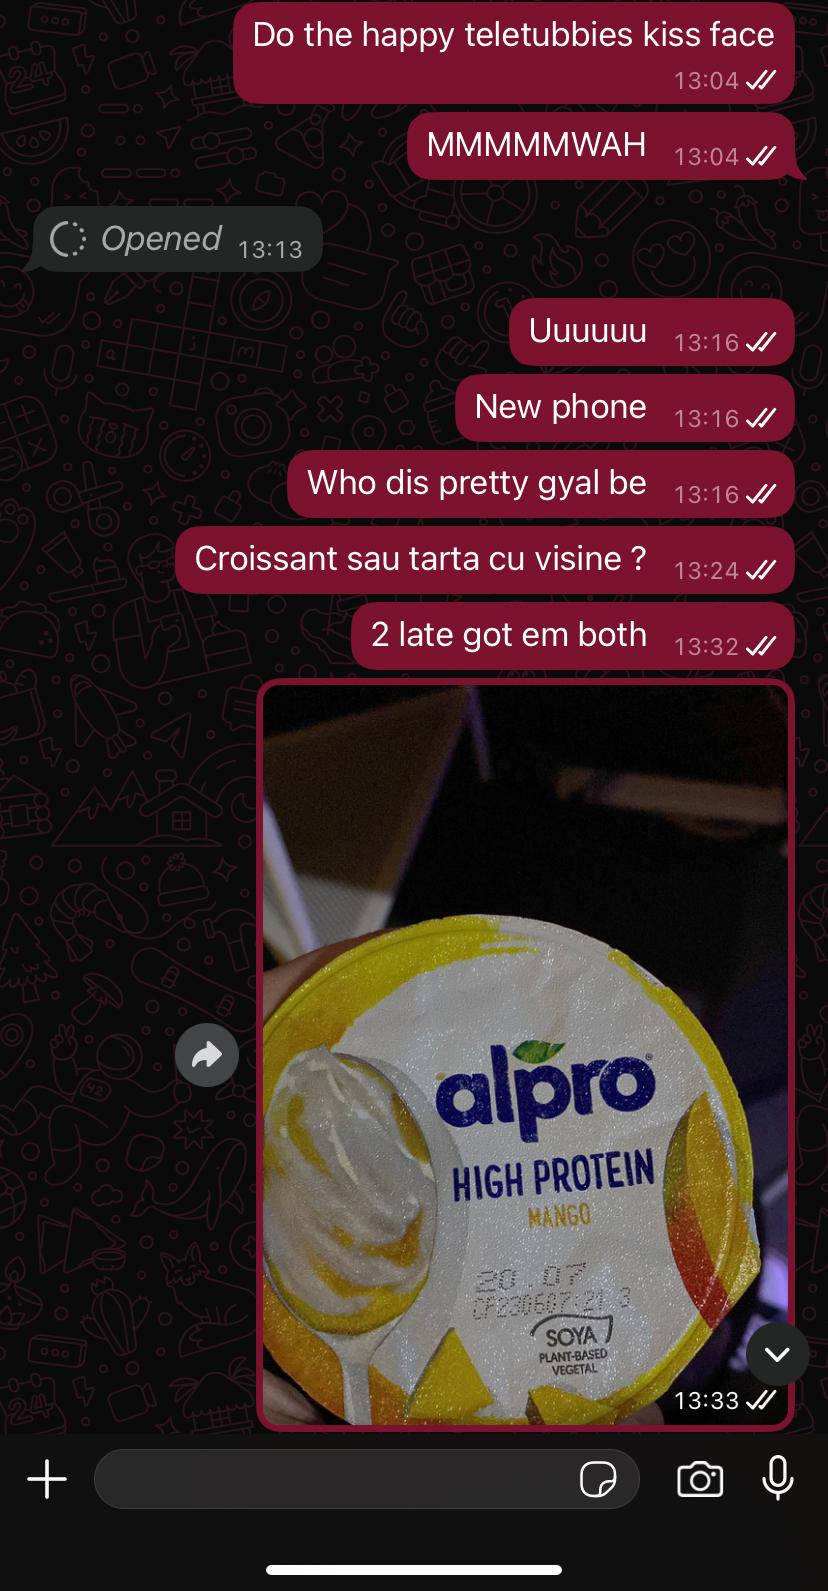 Do the happy teletubbies kiss face
13:04
MMMMMWAH 13:04
Opened 13:13
Uuuuuu 13:16
New phone 13:16
Who dis pretty gyal be 13:16
Croissant sau tarta cu visine ? 13:24
2 late got em both 13:32
alpro
HIGH PROTEIN
MANGO
20.07
CF230607:21 3
SOYA
PLANT-BASED
VEGETAL
13:33